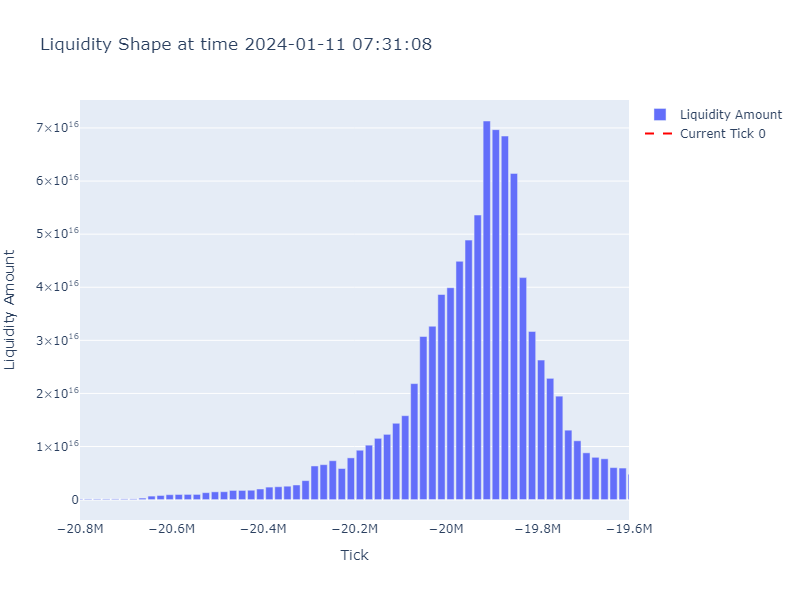 Liquidity Shape at time 2024-01-11 07:31:08
Liquidity Amount
Current Tick 0
7×10¹⁶
6×10¹⁶
5×10¹⁶
4×10¹⁶
3×10¹⁶
2×10¹⁶
1×10¹⁶
0
Liquidity Amount
−20.8M −20.6M −20.4M −20.2M −20M −19.8M −19.6M
Tick